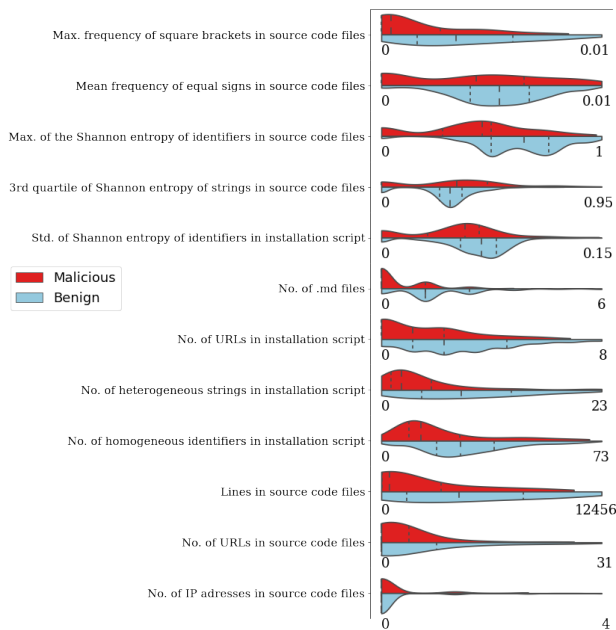 Max. frequency of square brackets in source code files
0 0.01
Mean frequency of equal signs in source code files
0 0.01
Max. of the Shannon entropy of identifiers in source code files
0 1
3rd quartile of Shannon entropy of strings in source code files
0 0.95
Std. of Shannon entropy of identifiers in installation script
0 0.15
Malicious
Benign
No. of .md files
0 6
No. of URLs in installation script
0 8
No. of heterogeneous strings in installation script
0 23
No. of homogeneous identifiers in installation script
0 73
Lines in source code files
0 12456
No. of URLs in source code files
0 31
No. of IP adresses in source code files
0 4